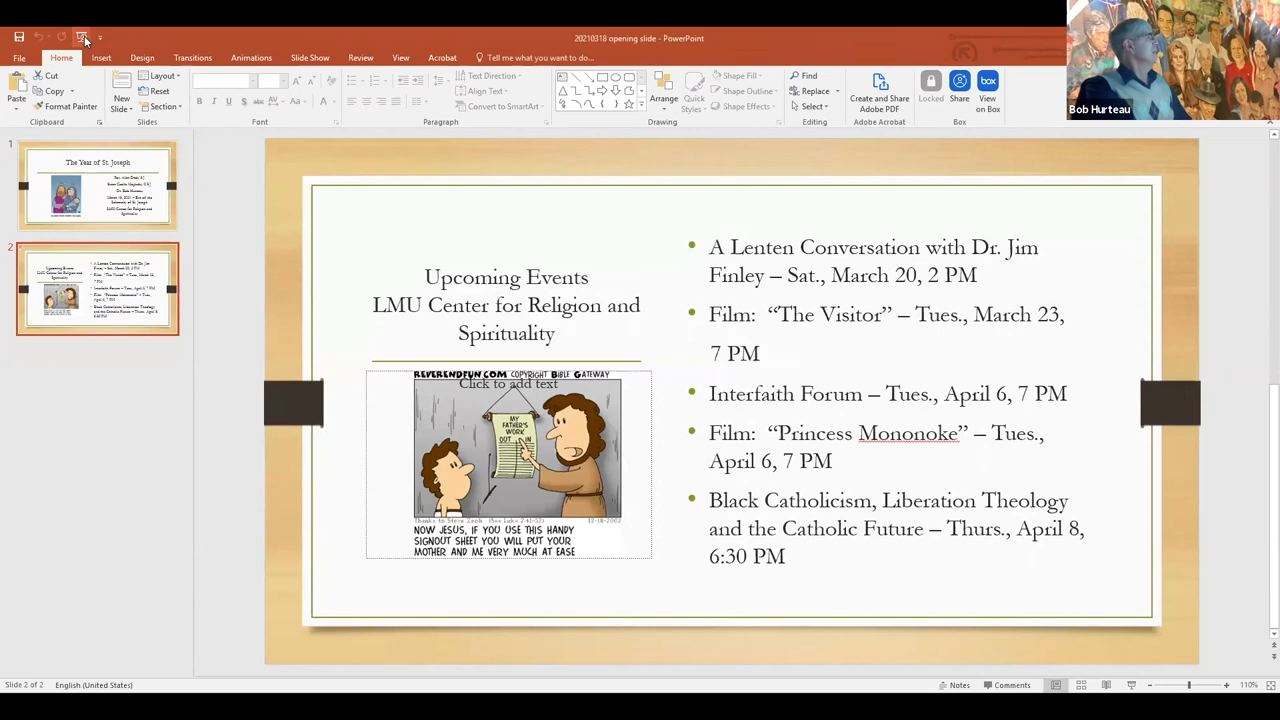 20210318 opening slide - PowerPoint
File Home Insert Design Transitions Animations Slide Show Review View Acrobat Tell me what you want to do...
Paste
Cut
Copy
Format Painter
Clipboard
New
Slide
Layout
Reset
Section
Slides
Font
Text Direction
Align Text
Convert to SmartArt
Paragraph
Arrange
Quick
Styles
Shape Fill
Shape Outline
Shape Effects
Drawing
Find
Replace
Select
Editing
Create and Share
Adobe PDF
Adobe Acrobat
Locked
Share
View
on Box
Box
Bob Hurteau
1
The Year of St. Joseph
2
Upcoming Events
LMU Center for Religion and
Spirituality
REVERENDFUN.COM COPYRIGHT BIBLE GATEWAY
Click to add text
MY
FATHER'S
WORK
OUT IN
Thanks to Steve Zenk (See Luke 2:41-52) 12-18-2002
NOW JESUS, IF YOU USE THIS HANDY
SIGNOUT SHEET YOU WILL PUT YOUR
MOTHER AND ME VERY MUCH AT EASE
• A Lenten Conversation with Dr. Jim
Finley – Sat., March 20, 2 PM
• Film: “The Visitor” – Tues., March 23,
7 PM
• Interfaith Forum – Tues., April 6, 7 PM
• Film: “Princess Mononoke” – Tues.,
April 6, 7 PM
• Black Catholicism, Liberation Theology
and the Catholic Future – Thurs., April 8,
6:30 PM
Slide 2 of 2 English (United States) Notes Comments 110%